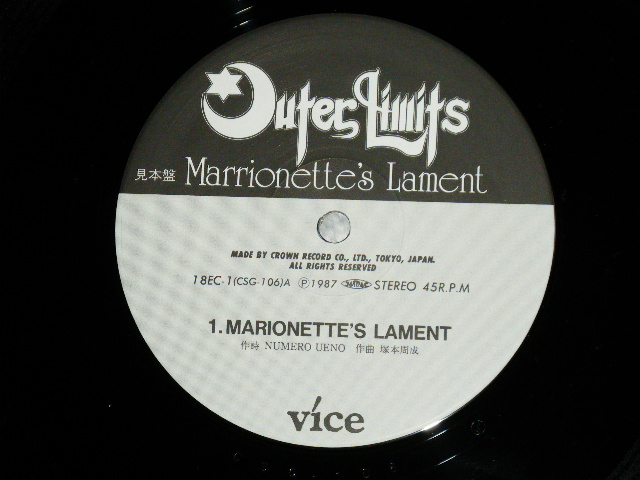 Outer Limits
見本盤 Marrionette's Lament
MADE BY CROWN RECORD CO., LTD., TOKYO, JAPAN.
ALL RIGHTS RESERVED
18EC-1(CSG-106)A Ⓟ1987 STEREO 45R.P.M
1. MARIONETTE'S LAMENT
作詩 NUMERO UENO 作曲 塚本周成
vice